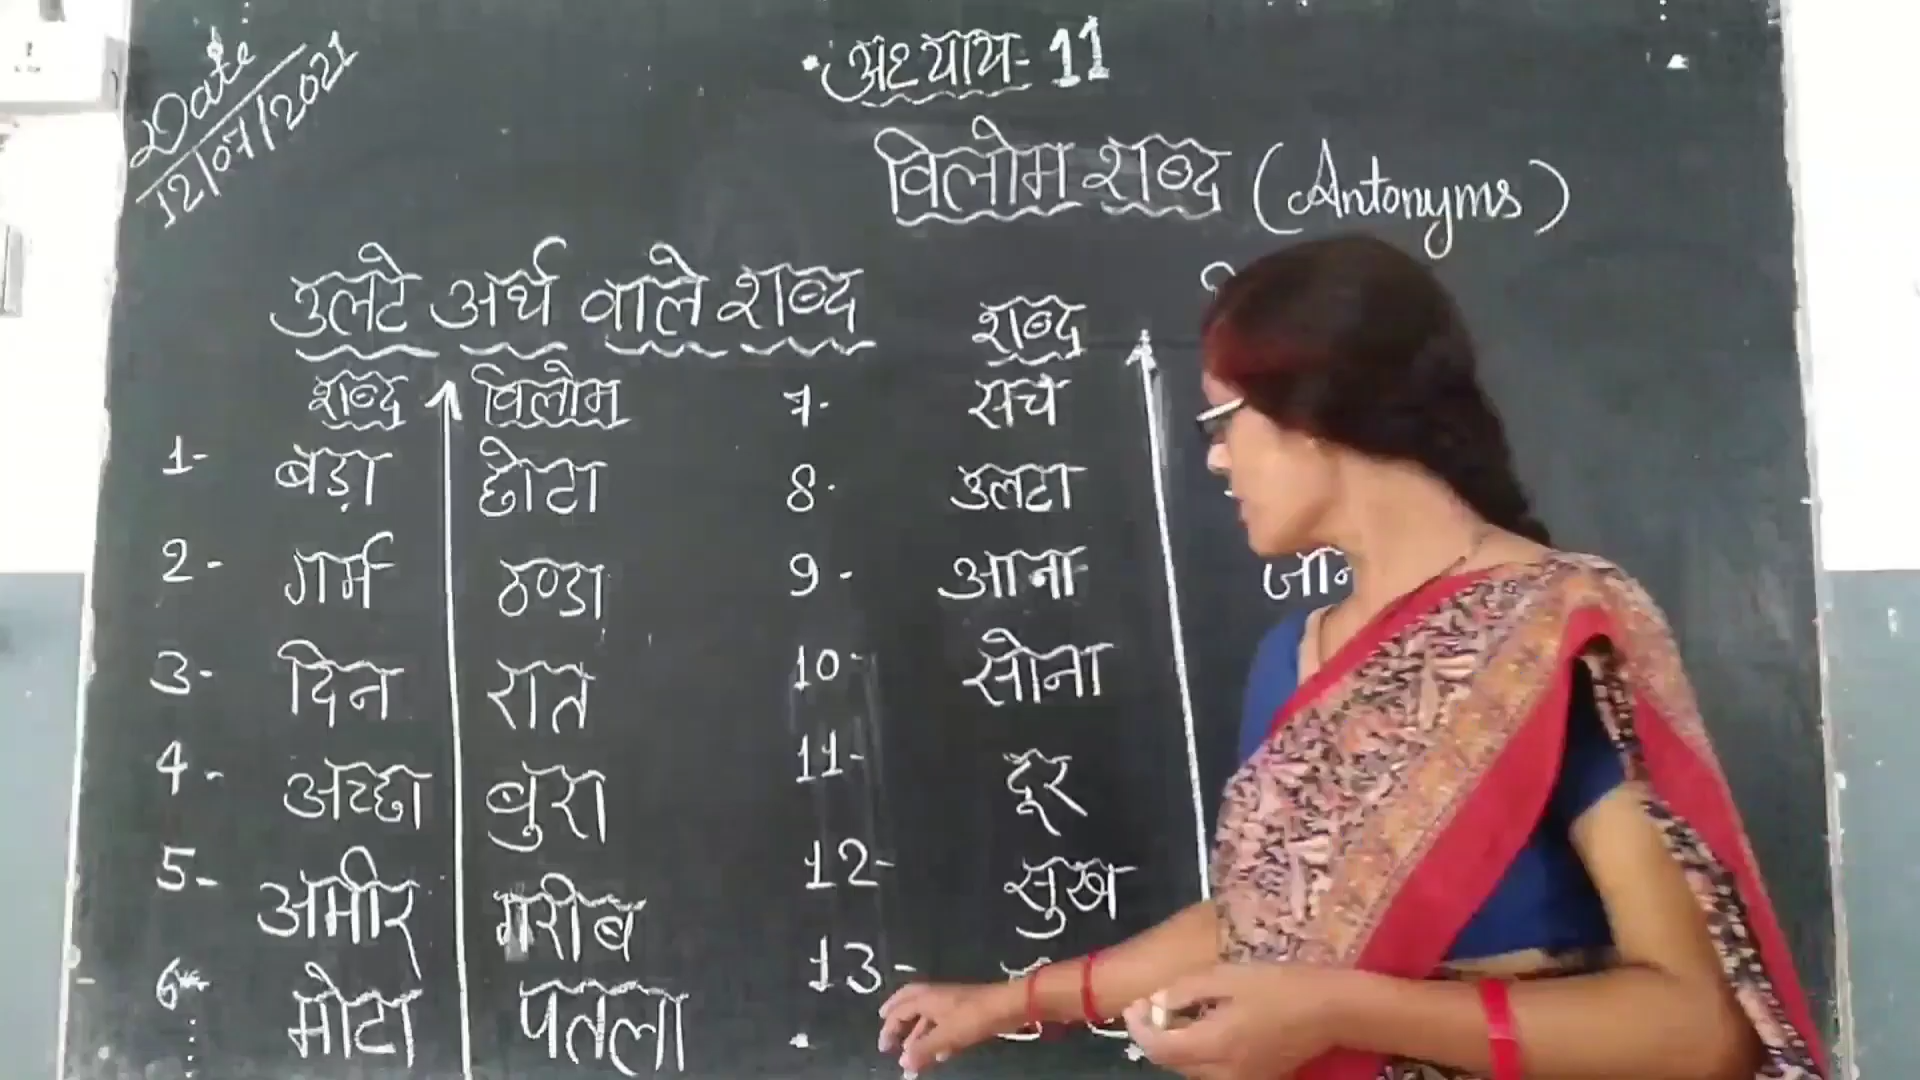 Date
12/07/2021
अध्याय- 11
विलोम शब्द (Antonyms)
उलटे अर्थ वाले शब्द
शब्द विलोम
1- बड़ा छोटा
2- गर्म ठण्डा
3- दिन रात
4- अच्छा बुरा
5- अमीर गरीब
6- मोटा पतला
शब्द
7- सच
8- उलटा
9- आना जान
10- सोना
11- दूर
12- सुख
13-